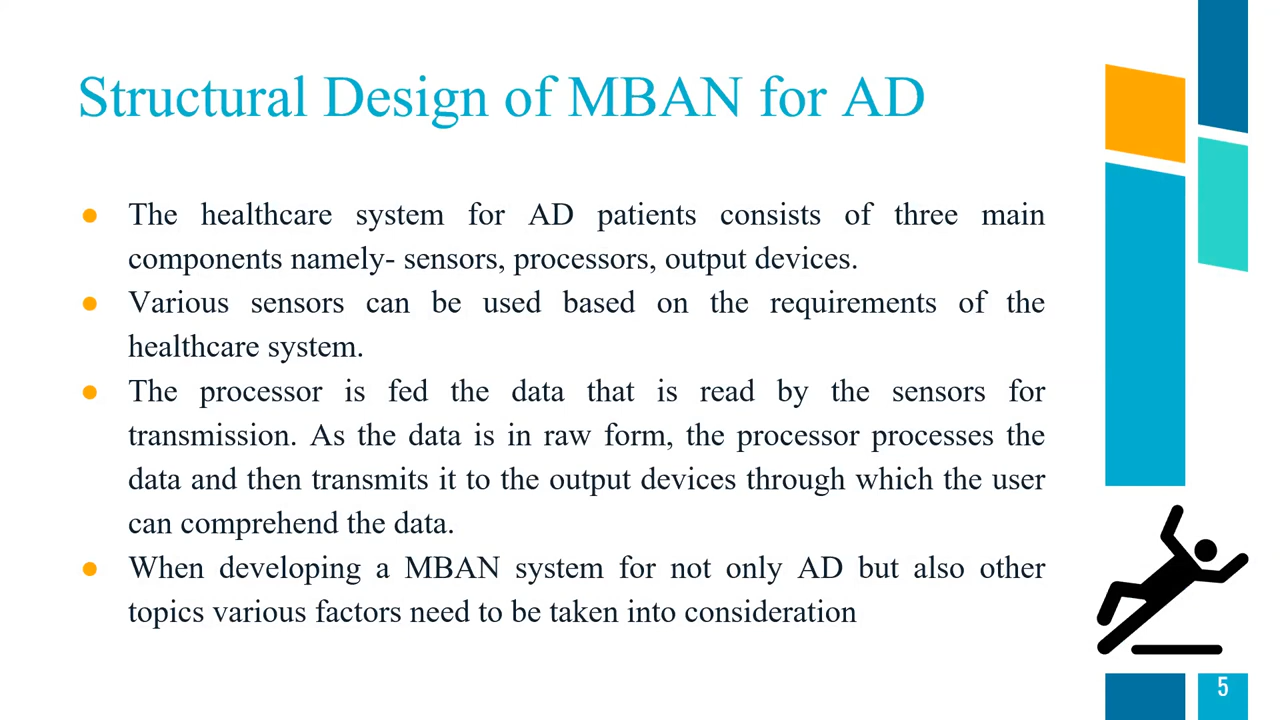 Structural Design of MBAN for AD
● The healthcare system for AD patients consists of three main
components namely- sensors, processors, output devices.
● Various sensors can be used based on the requirements of the
healthcare system.
● The processor is fed the data that is read by the sensors for
transmission. As the data is in raw form, the processor processes the
data and then transmits it to the output devices through which the user
can comprehend the data.
● When developing a MBAN system for not only AD but also other
topics various factors need to be taken into consideration
5